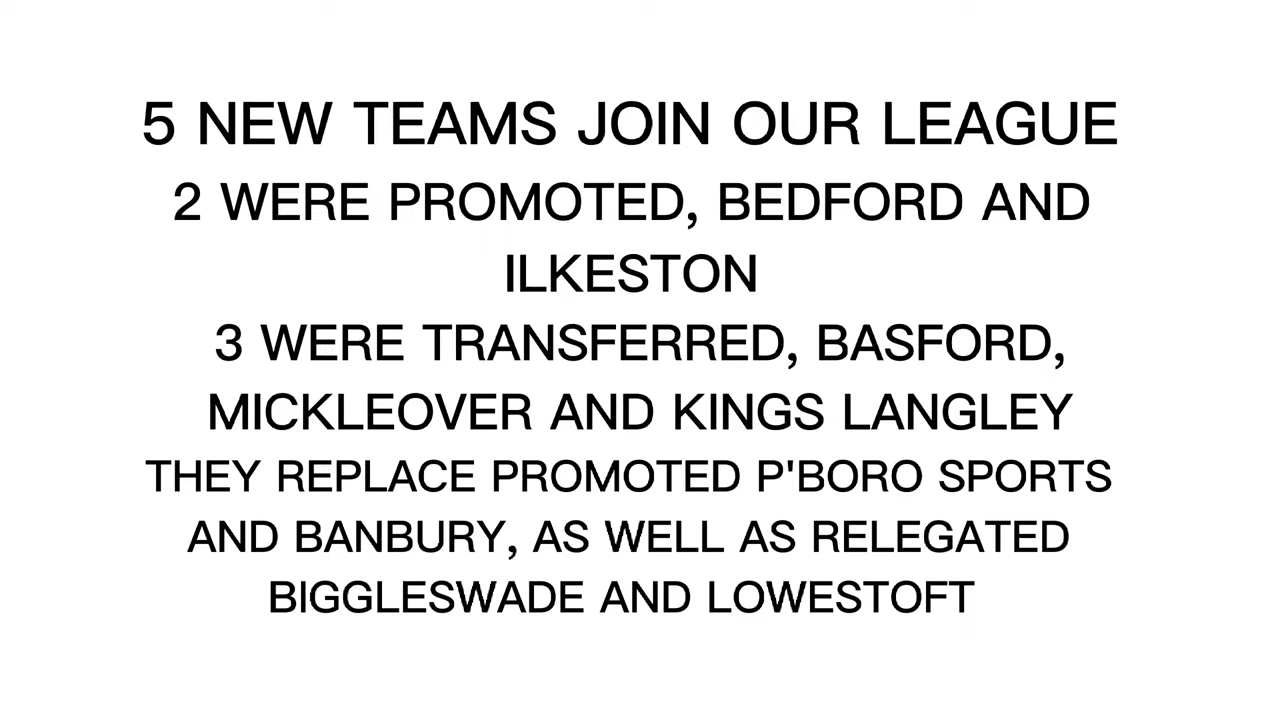 5 NEW TEAMS JOIN OUR LEAGUE
2 WERE PROMOTED, BEDFORD AND
ILKESTON
3 WERE TRANSFERRED, BASFORD,
MICKLEOVER AND KINGS LANGLEY
THEY REPLACE PROMOTED P'BORO SPORTS
AND BANBURY, AS WELL AS RELEGATED
BIGGLESWADE AND LOWESTOFT